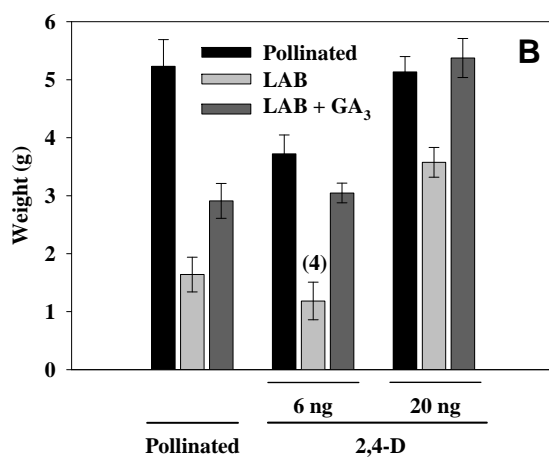 B
Pollinated
LAB
LAB + GA3
Weight (g)
6
5
4
3
2
1
0
(4)
6 ng
20 ng
Pollinated
2,4-D